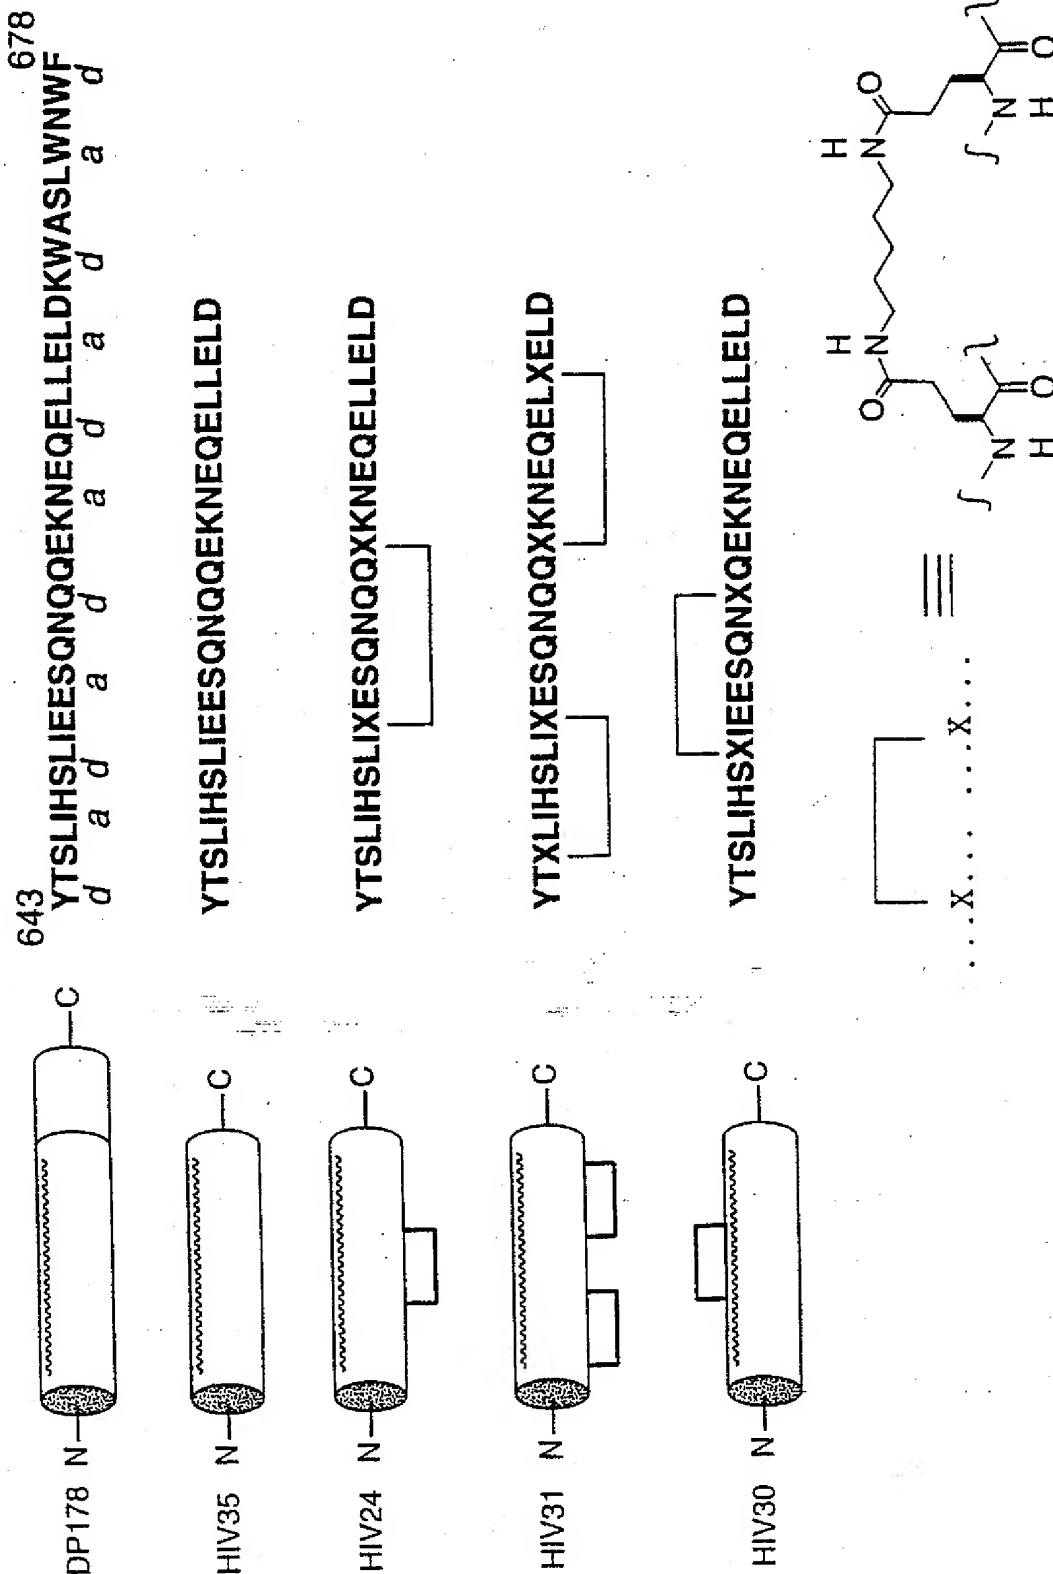 643 678
DP178 N C YTSLIHSLIEESQNQQEKNEQELLELDKWASLWNWF
d a d a d a d a d a d
HIV35 N C YTSLIHSLIEESQNQQEKNEQELLELD
HIV24 N C YTSLIHSLIXESQNQQXKNEQELLELD
HIV31 N C YTXLIHSLIXESQNQQXKNEQELXELD
HIV30 N C YTSLIHSXIEESQNXQEKNEQELLELD
H H
O N N O
...X... ...X....
N O N O
H H